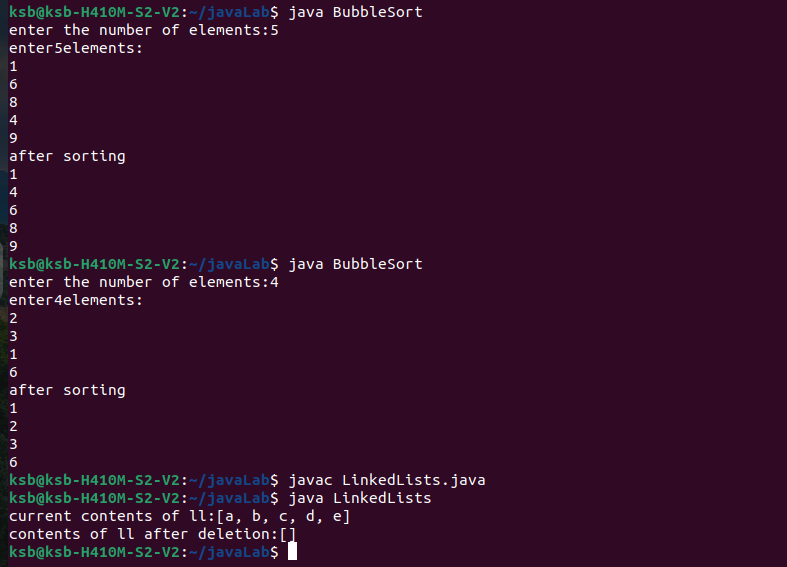 ksb@ksb-H410M-S2-V2:~/javaLab$ java BubbleSort
enter the number of elements:5
enter5elements:
1
6
8
4
9
after sorting
1
4
6
8
9
ksb@ksb-H410M-S2-V2:~/javaLab$ java BubbleSort
enter the number of elements:4
enter4elements:
2
3
1
6
after sorting
1
2
3
6
ksb@ksb-H410M-S2-V2:~/javaLab$ javac LinkedLists.java
ksb@ksb-H410M-S2-V2:~/javaLab$ java LinkedLists
current contents of ll:[a, b, c, d, e]
contents of ll after deletion:[]
ksb@ksb-H410M-S2-V2:~/javaLab$